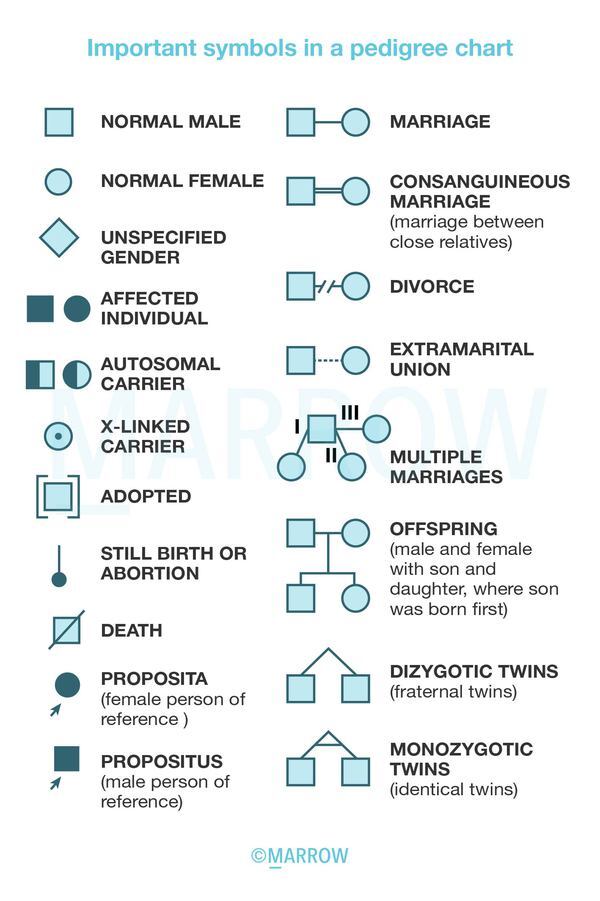 Important symbols in a pedigree chart
NORMAL MALE
NORMAL FEMALE
UNSPECIFIED
GENDER
AFFECTED
INDIVIDUAL
AUTOSOMAL
CARRIER
X-LINKED
CARRIER
ADOPTED
STILL BIRTH OR
ABORTION
DEATH
PROPOSITA
(female person of
reference )
PROPOSITUS
(male person of
reference)
MARRIAGE
CONSANGUINEOUS
MARRIAGE
(marriage between
close relatives)
DIVORCE
EXTRAMARITAL
UNION
I
III
II
MULTIPLE
MARRIAGES
OFFSPRING
(male and female
with son and
daughter, where son
was born first)
DIZYGOTIC TWINS
(fraternal twins)
MONOZYGOTIC
TWINS
(identical twins)
MARROW
©MARROW